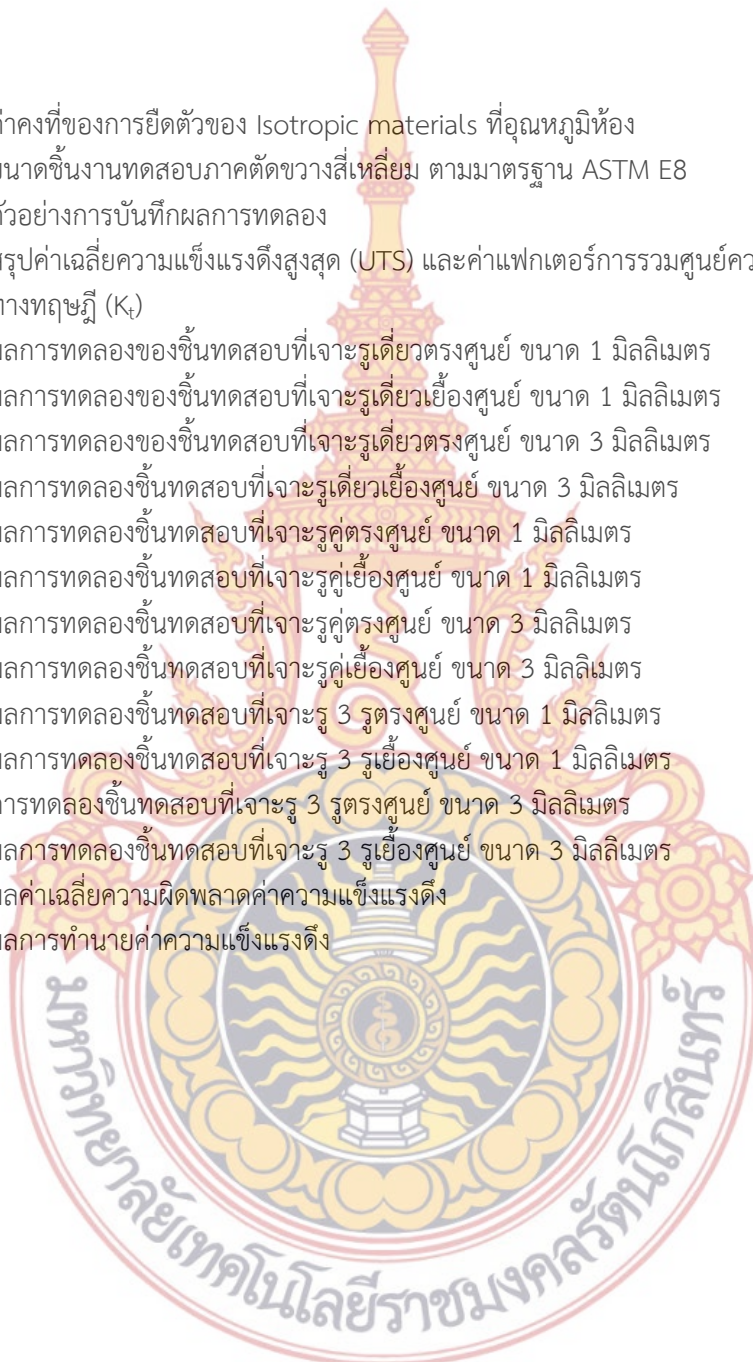 ค่าคงที่ของการยืดตัวของ Isotropic materials ที่อุณหภูมิห้อง
ขนาดชิ้นงานทดสอบภาคตัดขวางสี่เหลี่ยม ตามมาตรฐาน ASTM E8
ตัวอย่างการบันทึกผลการทดลอง
สรุปค่าเฉลี่ยความแข็งแรงดึงสูงสุด (UTS) และค่าแฟกเตอร์การรวมศูนย์คว
ทางทฤษฎี (Kt)
ผลการทดลองของชิ้นทดสอบที่เจาะรูเดี่ยวตรงศูนย์ ขนาด 1 มิลลิเมตร
ผลการทดลองของชิ้นทดสอบที่เจาะรูเดี่ยวเยื้องศูนย์ ขนาด 1 มิลลิเมตร
ผลการทดลองของชิ้นทดสอบที่เจาะรูเดี่ยวตรงศูนย์ ขนาด 3 มิลลิเมตร
ผลการทดลองชิ้นทดสอบที่เจาะรูเดี่ยวเยื้องศูนย์ ขนาด 3 มิลลิเมตร
ผลการทดลองชิ้นทดสอบที่เจาะรูคู่ตรงศูนย์ ขนาด 1 มิลลิเมตร
ผลการทดลองชิ้นทดสอบที่เจาะรูคู่เยื้องศูนย์ ขนาด 1 มิลลิเมตร
ผลการทดลองชิ้นทดสอบที่เจาะรูคู่ตรงศูนย์ ขนาด 3 มิลลิเมตร
ผลการทดลองชิ้นทดสอบที่เจาะรูคู่เยื้องศูนย์ ขนาด 3 มิลลิเมตร
ผลการทดลองชิ้นทดสอบที่เจาะรู 3 รูตรงศูนย์ ขนาด 1 มิลลิเมตร
ผลการทดลองชิ้นทดสอบที่เจาะรู 3 รูเยื้องศูนย์ ขนาด 1 มิลลิเมตร
การทดลองชิ้นทดสอบที่เจาะรู 3 รูตรงศูนย์ ขนาด 3 มิลลิเมตร
ผลการทดลองชิ้นทดสอบที่เจาะรู 3 รูเยื้องศูนย์ ขนาด 3 มิลลิเมตร
ผลค่าเฉลี่ยความผิดพลาดค่าความแข็งแรงดึง
ผลการทำนายค่าความแข็งแรงดึง
มหาวิทยาลัยเทคโนโลยีราชมงคลรัตนโกสินทร์